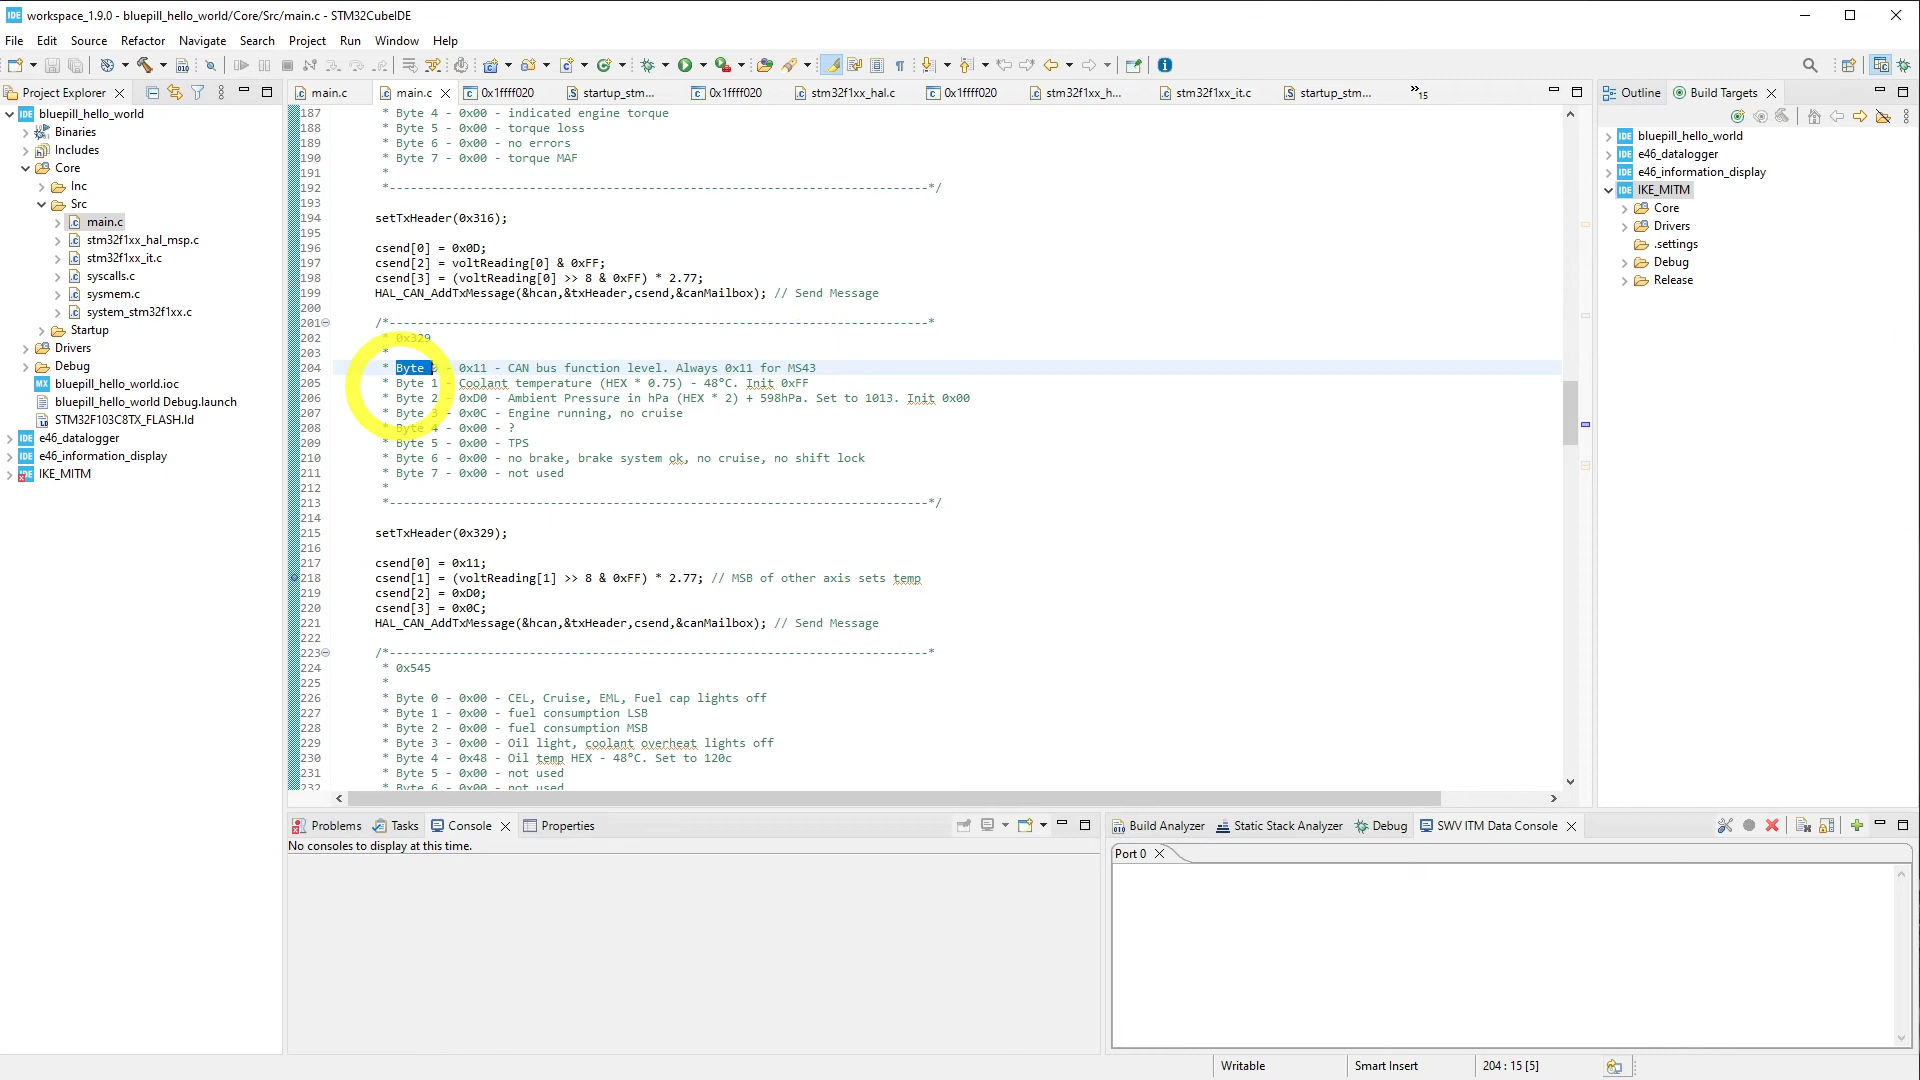 IDE workspace_1.9.0 - bluepill_hello_world/Core/Src/main.c - STM32CubeIDE
File Edit Source Refactor Navigate Search Project Run Window Help
Project Explorer
bluepill_hello_world
Binaries
Includes
Core
Inc
Src
main.c
stm32f1xx_hal_msp.c
stm32f1xx_it.c
syscalls.c
sysmem.c
system_stm32f1xx.c
Startup
Drivers
Debug
bluepill_hello_world.ioc
bluepill_hello_world Debug.launch
STM32F103C8TX_FLASH.ld
e46_datalogger
e46_information_display
IKE_MITM
main.c main.c 0x1ffff020 startup_stm... 0x1ffff020 stm32f1xx_hal.c 0x1ffff020 stm32f1xx_h... stm32f1xx_it.c startup_stm... »15
187 * Byte 4 - 0x00 - indicated engine torque
188 * Byte 5 - 0x00 - torque loss
189 * Byte 6 - 0x00 - no errors
190 * Byte 7 - 0x00 - torque MAF
191 *
192 *-----------------------------------------------------------------------------*/
193
194 setTxHeader(0x316);
195
196 csend[0] = 0x0D;
197 csend[2] = voltReading[0] & 0xFF;
198 csend[3] = (voltReading[0] >> 8 & 0xFF) * 2.77;
199 HAL_CAN_AddTxMessage(&hcan,&txHeader,csend,&canMailbox); // Send Message
200
201 /*-----------------------------------------------------------------------------*
202 * 0x329
203 *
204 * Byte 0 - 0x11 - CAN bus function level. Always 0x11 for MS43
205 * Byte 1 - Coolant temperature (HEX * 0.75) - 48°C. Init 0xFF
206 * Byte 2 - 0xD0 - Ambient Pressure in hPa (HEX * 2) + 598hPa. Set to 1013. Init 0x00
207 * Byte 3 - 0x0C - Engine running, no cruise
208 * Byte 4 - 0x00 - ?
209 * Byte 5 - 0x00 - TPS
210 * Byte 6 - 0x00 - no brake, brake system ok, no cruise, no shift lock
211 * Byte 7 - 0x00 - not used
212 *
213 *-----------------------------------------------------------------------------*/
214
215 setTxHeader(0x329);
216
217 csend[0] = 0x11;
218 csend[1] = (voltReading[1] >> 8 & 0xFF) * 2.77; // MSB of other axis sets temp
219 csend[2] = 0xD0;
220 csend[3] = 0x0C;
221 HAL_CAN_AddTxMessage(&hcan,&txHeader,csend,&canMailbox); // Send Message
222
223 /*-----------------------------------------------------------------------------*
224 * 0x545
225 *
226 * Byte 0 - 0x00 - CEL, Cruise, EML, Fuel cap lights off
227 * Byte 1 - 0x00 - fuel consumption LSB
228 * Byte 2 - 0x00 - fuel consumption MSB
229 * Byte 3 - 0x00 - Oil light, coolant overheat lights off
230 * Byte 4 - 0x48 - Oil temp HEX - 48°C. Set to 120c
231 * Byte 5 - 0x00 - not used
232 * Byte 6 - 0x00 - not used
Outline Build Targets
bluepill_hello_world
e46_datalogger
e46_information_display
IKE_MITM
Core
Drivers
.settings
Debug
Release
Problems Tasks Console Properties
No consoles to display at this time.
Build Analyzer Static Stack Analyzer Debug SWV ITM Data Console
Port 0
Writable Smart Insert 204 : 15 [5]